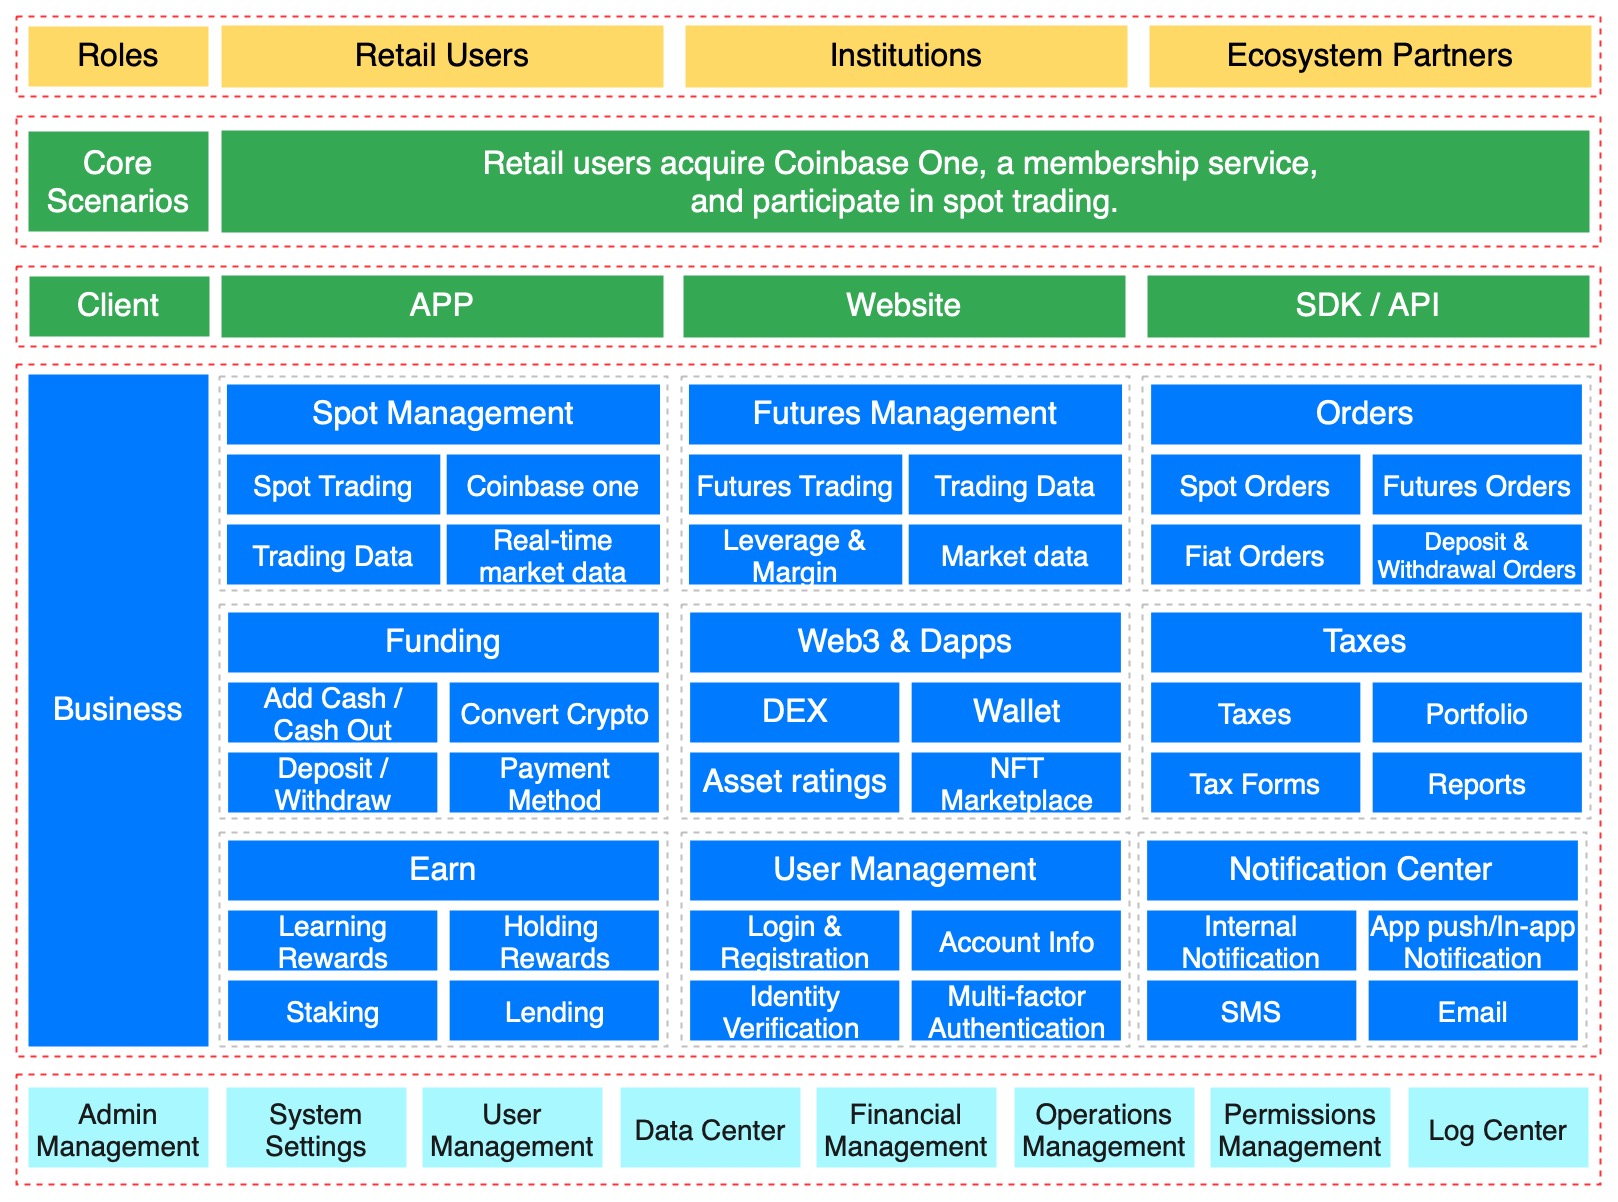 Roles
Retail Users
Institutions
Ecosystem Partners
Core
Scenarios
Retail users acquire Coinbase One, a membership service,
and participate in spot trading.
Client
APP
Website
SDK / API
Business
Spot Management
Spot Trading
Coinbase one
Trading Data
Real-time
market data
Futures Management
Futures Trading
Trading Data
Leverage &
Margin
Market data
Orders
Spot Orders
Futures Orders
Fiat Orders
Deposit &
Withdrawal Orders
Funding
Add Cash /
Cash Out
Convert Crypto
Deposit /
Withdraw
Payment
Method
Web3 & Dapps
DEX
Wallet
Asset ratings
NFT
Marketplace
Taxes
Taxes
Portfolio
Tax Forms
Reports
Earn
Learning
Rewards
Holding
Rewards
Staking
Lending
User Management
Login &
Registration
Account Info
Identity
Verification
Multi-factor
Authentication
Notification Center
Internal
Notification
App push/In-app
Notification
SMS
Email
Admin
Management
System
Settings
User
Management
Data Center
Financial
Management
Operations
Management
Permissions
Management
Log Center